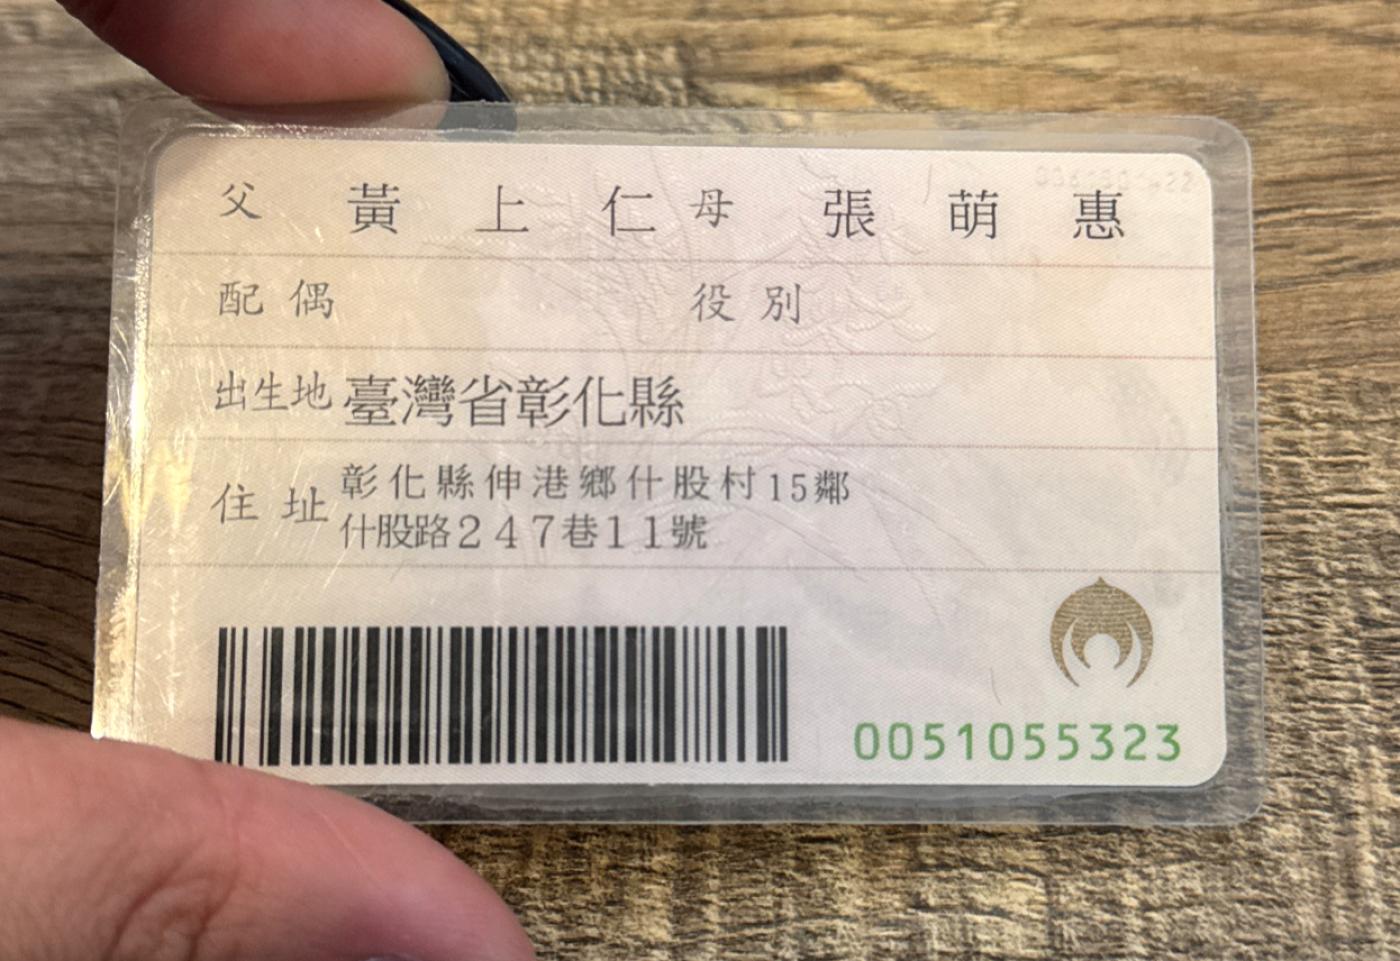 父 黃上仁 母 張萌惠
配偶 役別
出生地 臺灣省彰化縣
住址 彰化縣伸港鄉什股村15鄰
什股路247巷11號
0051055323